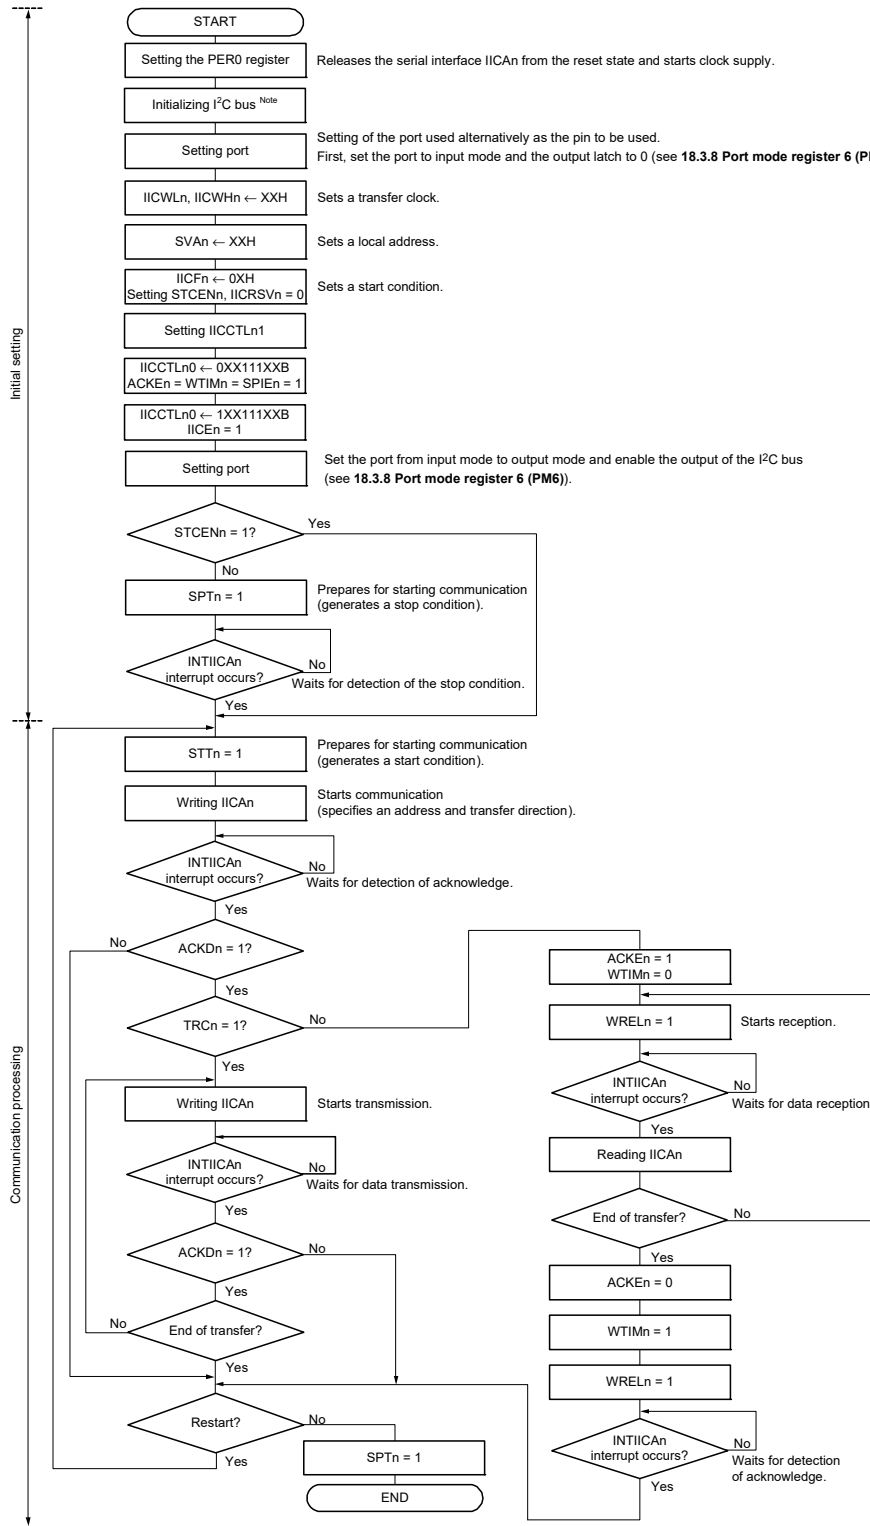 START
Setting the PER0 register
Releases the serial interface IICAn from the reset state and starts clock supply.
Initializing I2C bus Note
Setting port
Setting of the port used alternatively as the pin to be used.
First, set the port to input mode and the output latch to 0 (see 18.3.8 Port mode register 6 (P
IICWLn, IICWHn ← XXH
Sets a transfer clock.
SVAn ← XXH
Sets a local address.
IICFn ← 0XH
Setting STCENn, IICRSVn = 0
Sets a start condition.
Setting IICCTLn1
IICCTLn0 ← 0XX111XXB
ACKEn = WTIMn = SPIEn = 1
IICCTLn0 ← 1XX111XXB
IICEn = 1
Setting port
Set the port from input mode to output mode and enable the output of the I2C bus
(see 18.3.8 Port mode register 6 (PM6)).
STCENn = 1?
Yes
No
SPTn = 1
Prepares for starting communication
(generates a stop condition).
INTIICAn
interrupt occurs?
No
Waits for detection of the stop condition.
Yes
Initial setting
STTn = 1
Prepares for starting communication
(generates a start condition).
Writing IICAn
Starts communication
(specifies an address and transfer direction).
INTIICAn
interrupt occurs?
No
Waits for detection of acknowledge.
Yes
ACKDn = 1?
No
Yes
TRCn = 1?
No
Yes
Writing IICAn
Starts transmission.
INTIICAn
interrupt occurs?
No
Waits for data transmission.
Yes
ACKDn = 1?
No
Yes
End of transfer?
No
Yes
Restart?
No
Yes
SPTn = 1
END
Communication processing
ACKEn = 1
WTIMn = 0
WRELn = 1
Starts reception.
INTIICAn
interrupt occurs?
No
Waits for data reception
Yes
Reading IICAn
End of transfer?
No
Yes
ACKEn = 0
WTIMn = 1
WRELn = 1
INTIICAn
interrupt occurs?
No
Waits for detection
of acknowledge.
Yes